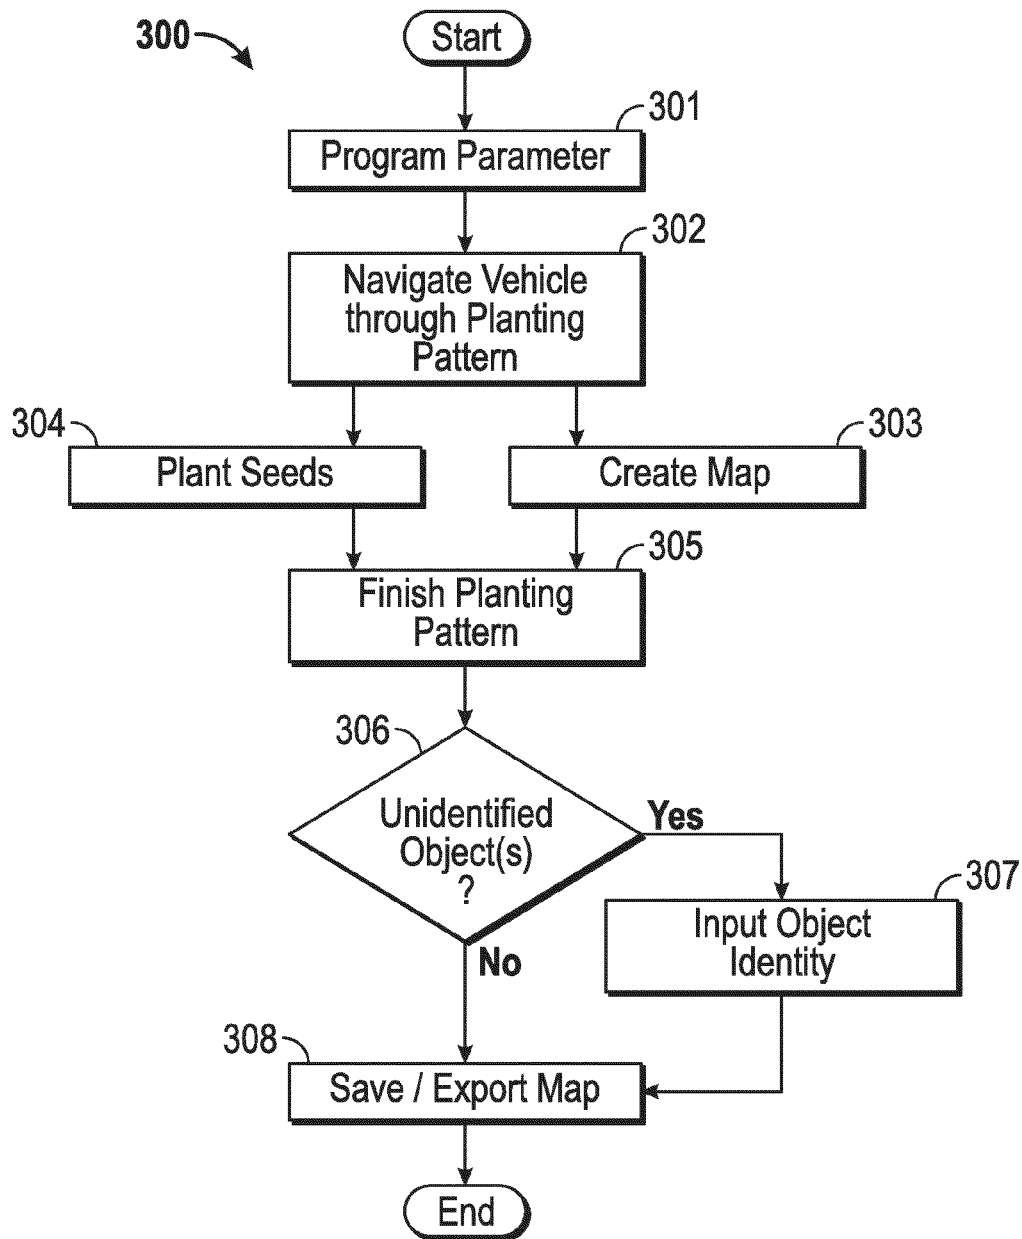 300
Start
301
Program Parameter
302
Navigate Vehicle
through Planting
Pattern
304
Plant Seeds
303
Create Map
305
Finish Planting
Pattern
306
Unidentified
Object(s)
?
Yes
307
Input Object
Identity
No
308
Save / Export Map
End